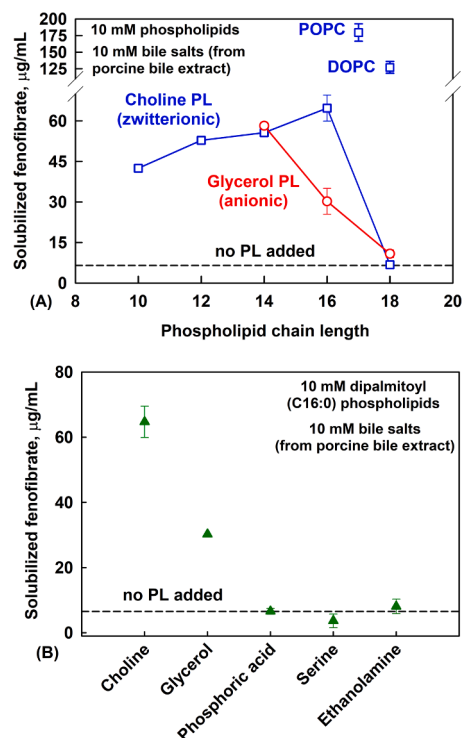 200
175
150
125
60
45
30
15
0
Solubilized fenofibrate, µg/mL
10 mM phospholipids
10 mM bile salts (from
porcine bile extract)
POPC
DOPC
Choline PL
(zwitterionic)
Glycerol PL
(anionic)
no PL added
8 10 12 14 16 18 20
(A)
Phospholipid chain length
80
60
40
20
0
Solubilized fenofibrate, µg/mL
10 mM dipalmitoyl
(C16:0) phospholipids
10 mM bile salts
(from porcine bile extract)
no PL added
(B)
Choline
Glycerol
Phosphoric acid
Serine
Ethanolamine